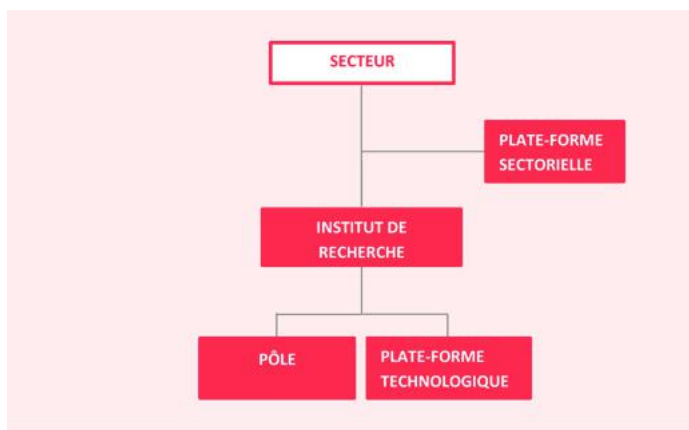 SECTEUR
PLATE-FORME
SECTORIELLE
INSTITUT DE
RECHERCHE
PÔLE
PLATE-FORME
TECHNOLOGIQUE